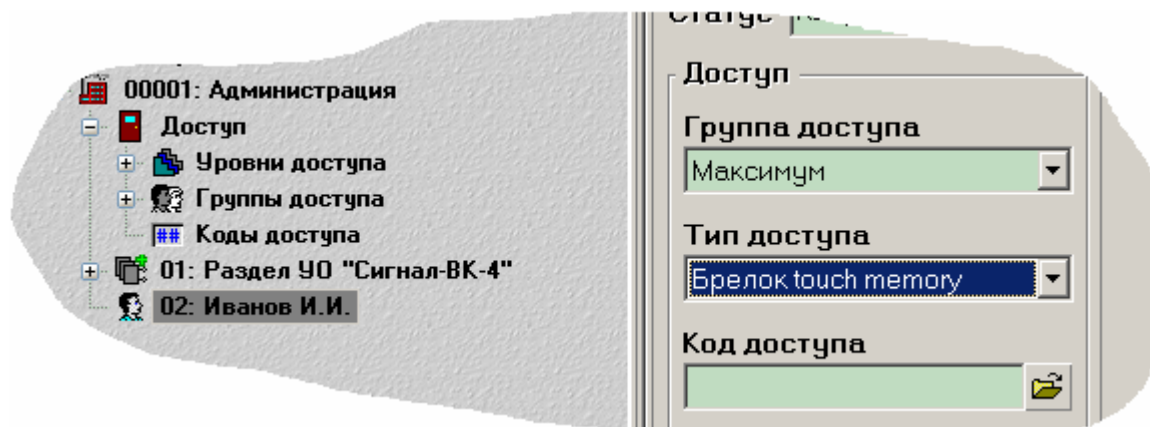 00001: Администрация
Доступ
Уровни доступа
Группы доступа
## Коды доступа
01: Раздел УО "Сигнал-ВК-4"
02: Иванов И.И.
Статус
Доступ
Группа доступа
Максимум
Тип доступа
Брелок touch memory
Код доступа